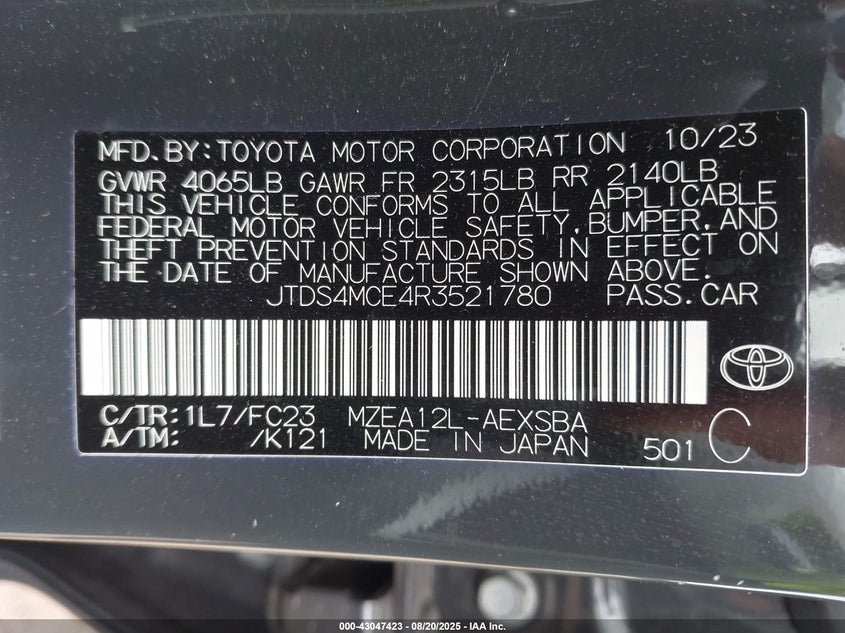 MFD.BY:TOYOTA MOTOR CORPORATION 10/23
GVWR 4065LB GAWR FR 2315LB RR 2140LB
THIS VEHICLE CONFORMS TO ALL APPLICABLE
FEDERAL MOTOR VEHICLE SAFETY,BUMPER,AND
THEFT PREVENTION STANDARDS IN EFFECT ON
THE DATE OF MANUFACTURE SHOWN ABOVE.
JTDS4MCE4R3521780 PASS.CAR
C/TR:1L7/FC23 MZEA12L-AEXSBA
A/TM: /K121 MADE IN JAPAN 501 C
000-43047423 - 08/20/2025 - IAA Inc.